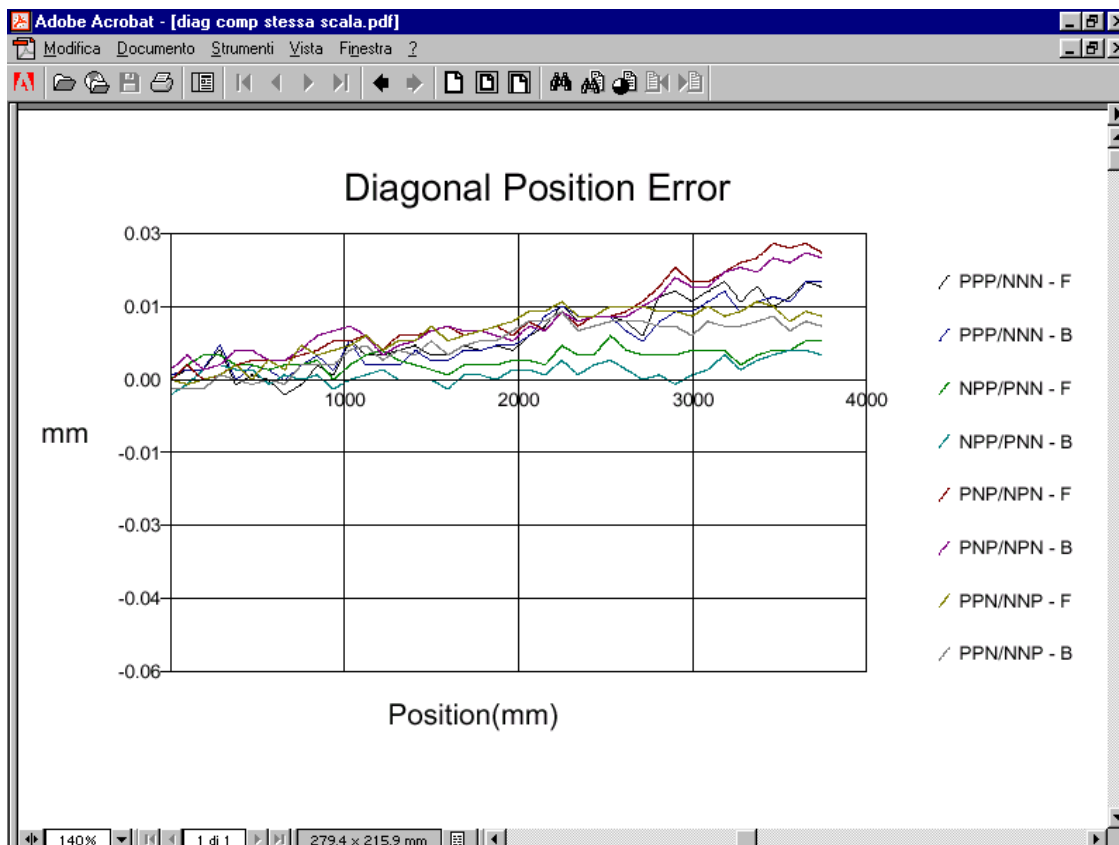 Adobe Acrobat - [diag comp stessa scala.pdf]
Modifica Documento Strumenti Vista Finestra ?
Diagonal Position Error
0.03
0.01
0.00
-0.01
-0.03
-0.04
-0.06
1000 2000 3000 4000
mm
Position(mm)
PPP/NNN - F
PPP/NNN - B
NPP/PNN - F
NPP/PNN - B
PNP/NPN - F
PNP/NPN - B
PPN/NNP - F
PPN/NNP - B
140% 1 di 1 279.4 x 215.9 mm